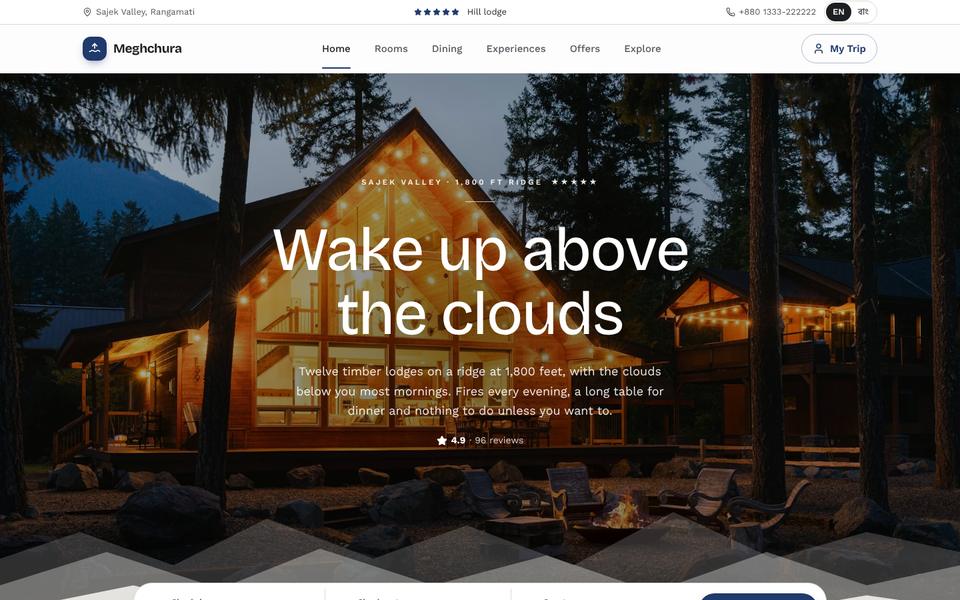 Sajek Valley, Rangamati
Hill lodge
+880 1333-222222
EN
বাং
Meghchura
Home
Rooms
Dining
Experiences
Offers
Explore
My Trip
SAJEK VALLEY · 1,800 FT RIDGE ★★★★★
Wake up above
the clouds
Twelve timber lodges on a ridge at 1,800 feet, with the clouds
below you most mornings. Fires every evening, a long table for
dinner and nothing to do unless you want to.
4.9 · 96 reviews